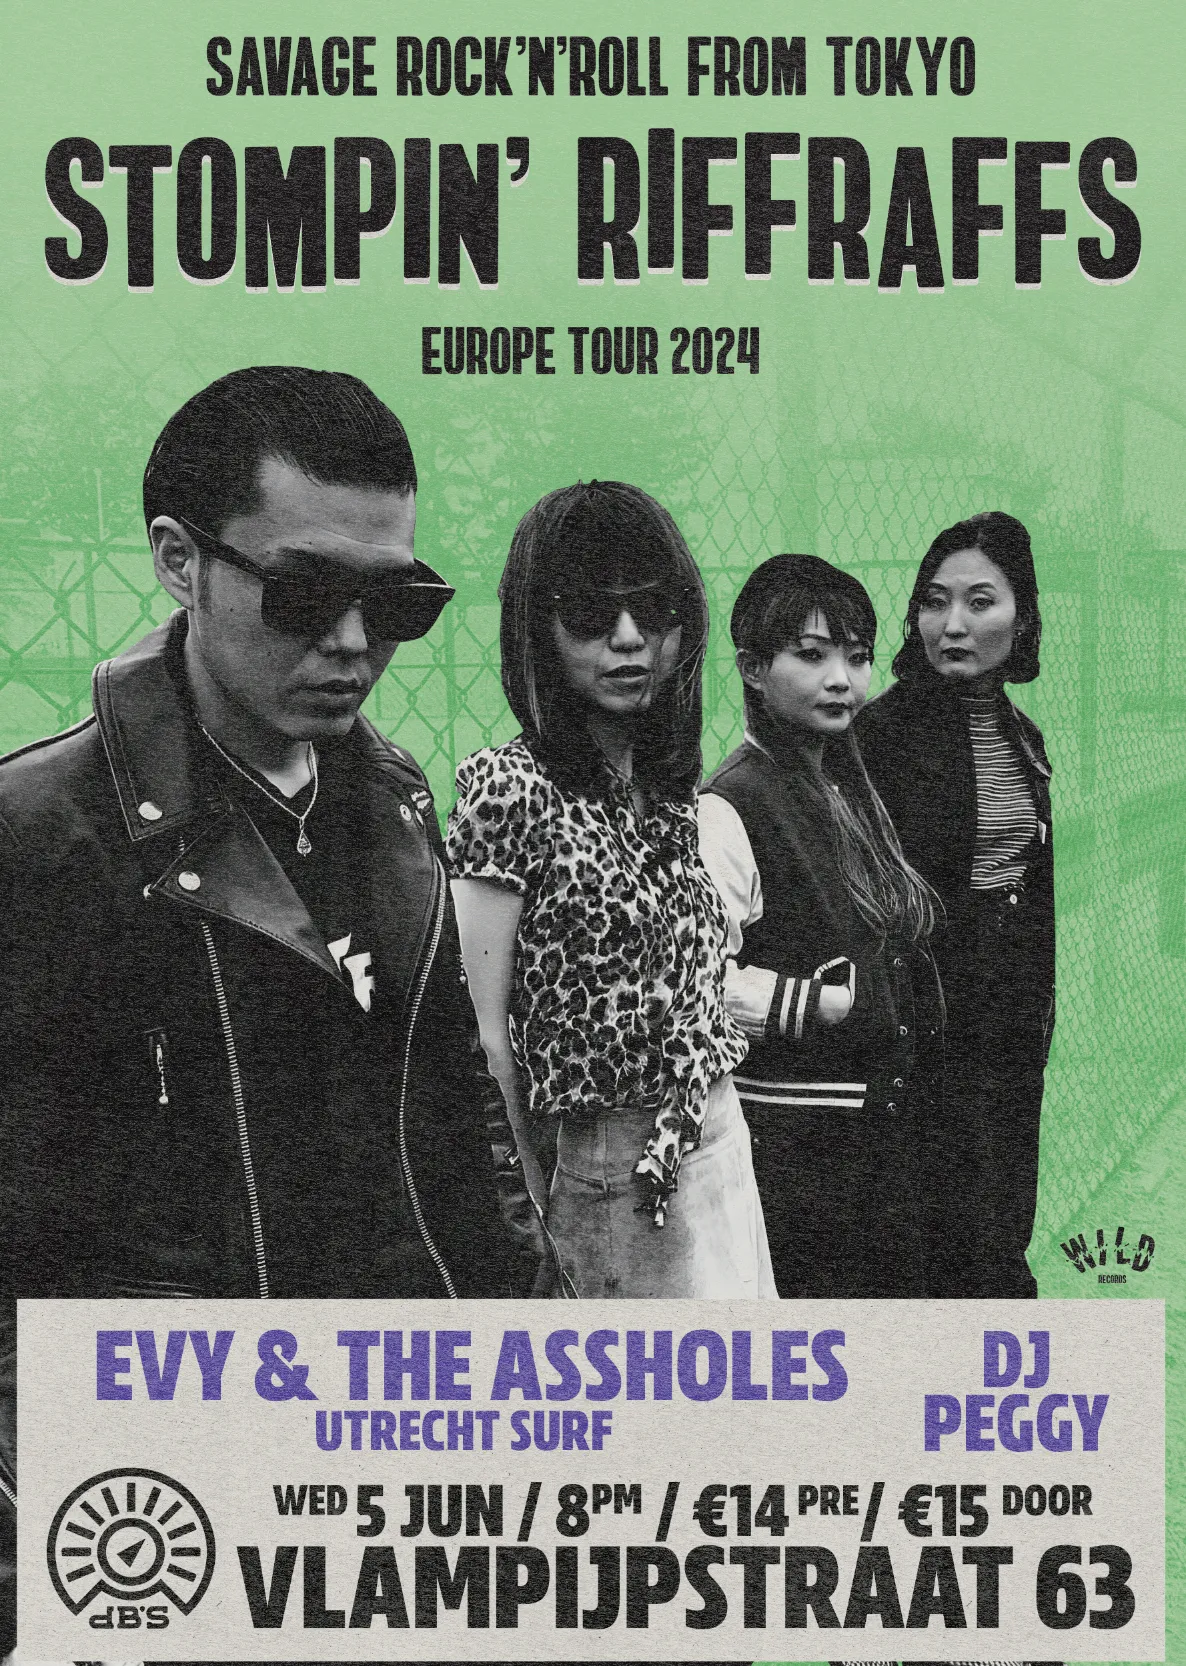 SAVAGE ROCK'N'ROLL FROM TOKYO
STOMPIN' RIFFRAFFS
EUROPE TOUR 2024
WILD
RECORDS
EVY & THE ASSHOLES
UTRECHT SURF
DJ
PEGGY
WED 5 JUN / 8PM / €14 PRE / €15 DOOR
VLAMPIJPSTRAAT 63
dB'S